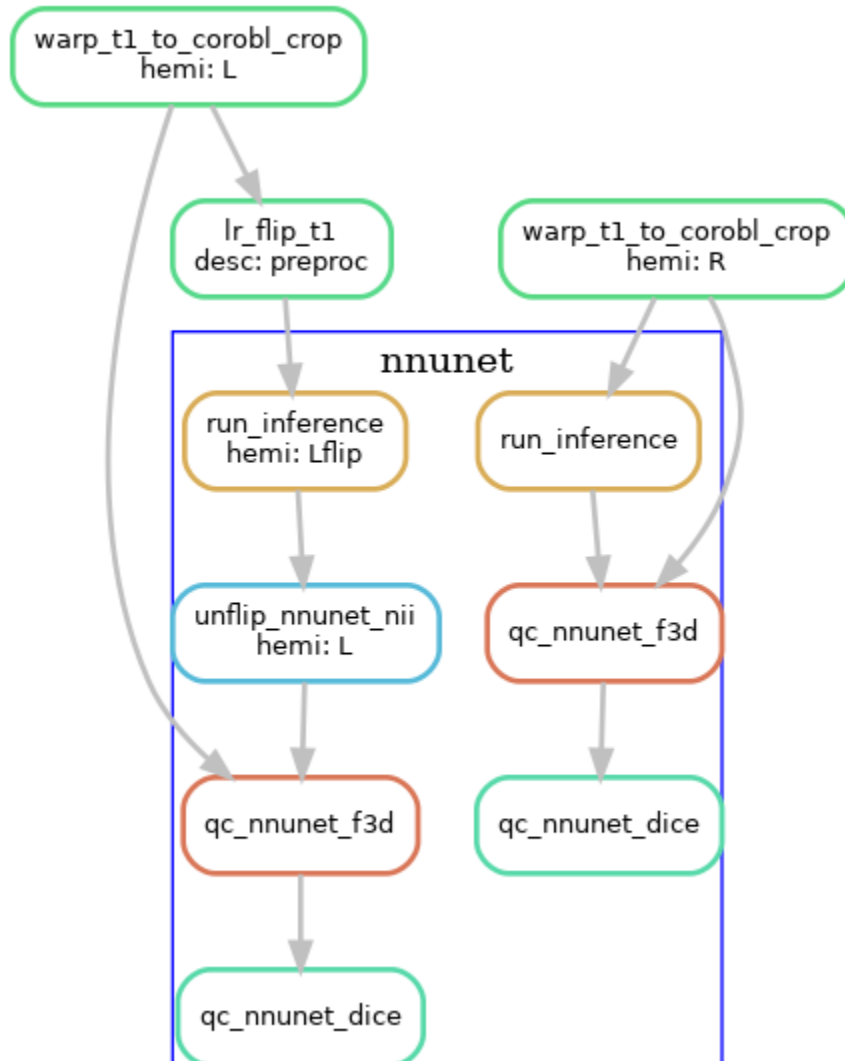 warp_t1_to_corobl_crop
hemi: L
lr_flip_t1
desc: preproc
warp_t1_to_corobl_crop
hemi: R
nnunet
run_inference
hemi: Lflip
run_inference
unflip_nnunet_nii
hemi: L
qc_nnunet_f3d
qc_nnunet_f3d
qc_nnunet_dice
qc_nnunet_dice